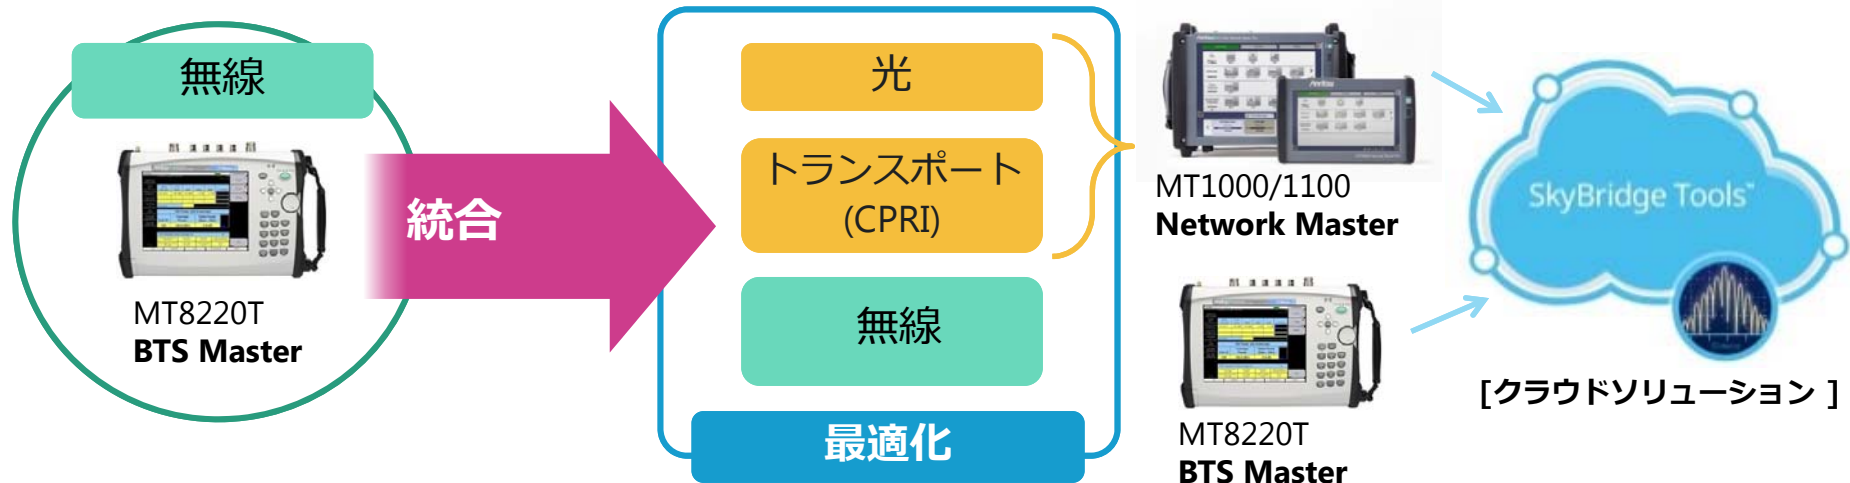 無線
MT8220T
BTS Master
統合
光
トランスポート
(CPRI)
無線
最適化
MT1000/1100
Network Master
MT8220T
BTS Master
SkyBridge Tools™
[クラウドソリューション ]